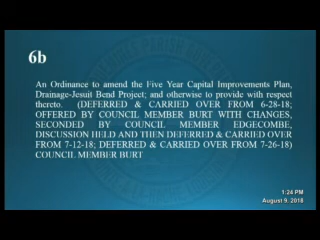 6b
An Ordinance to amend the Five Year Capital Improvements Plan,
Drainage-Jesuit Bend Project; and otherwise to provide with respect
thereto. (DEFERRED & CARRIED OVER FROM 6-28-18;
OFFERED BY COUNCIL MEMBER BURT WITH CHANGES,
SECONDED BY COUNCIL MEMBER EDGECOMBE,
DISCUSSION HELD AND THEN DEFERRED & CARRIED OVER
FROM 7-12-18; DEFERRED & CARRIED OVER FROM 7-26-18)
COUNCIL MEMBER BURT
1:24 PM
August 9, 2018